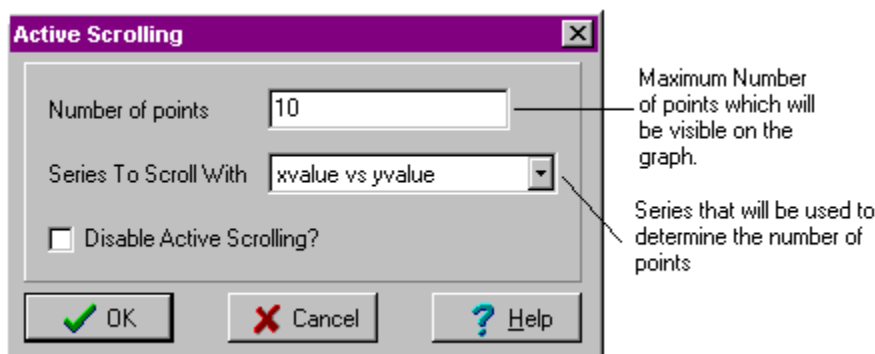 Active Scrolling
Number of points 10
Maximum Number
of points which will
be visible on the
graph.
Series To Scroll With xvalue vs yvalue
Series that will be used to
determine the number of
points
Disable Active Scrolling?
OK Cancel Help